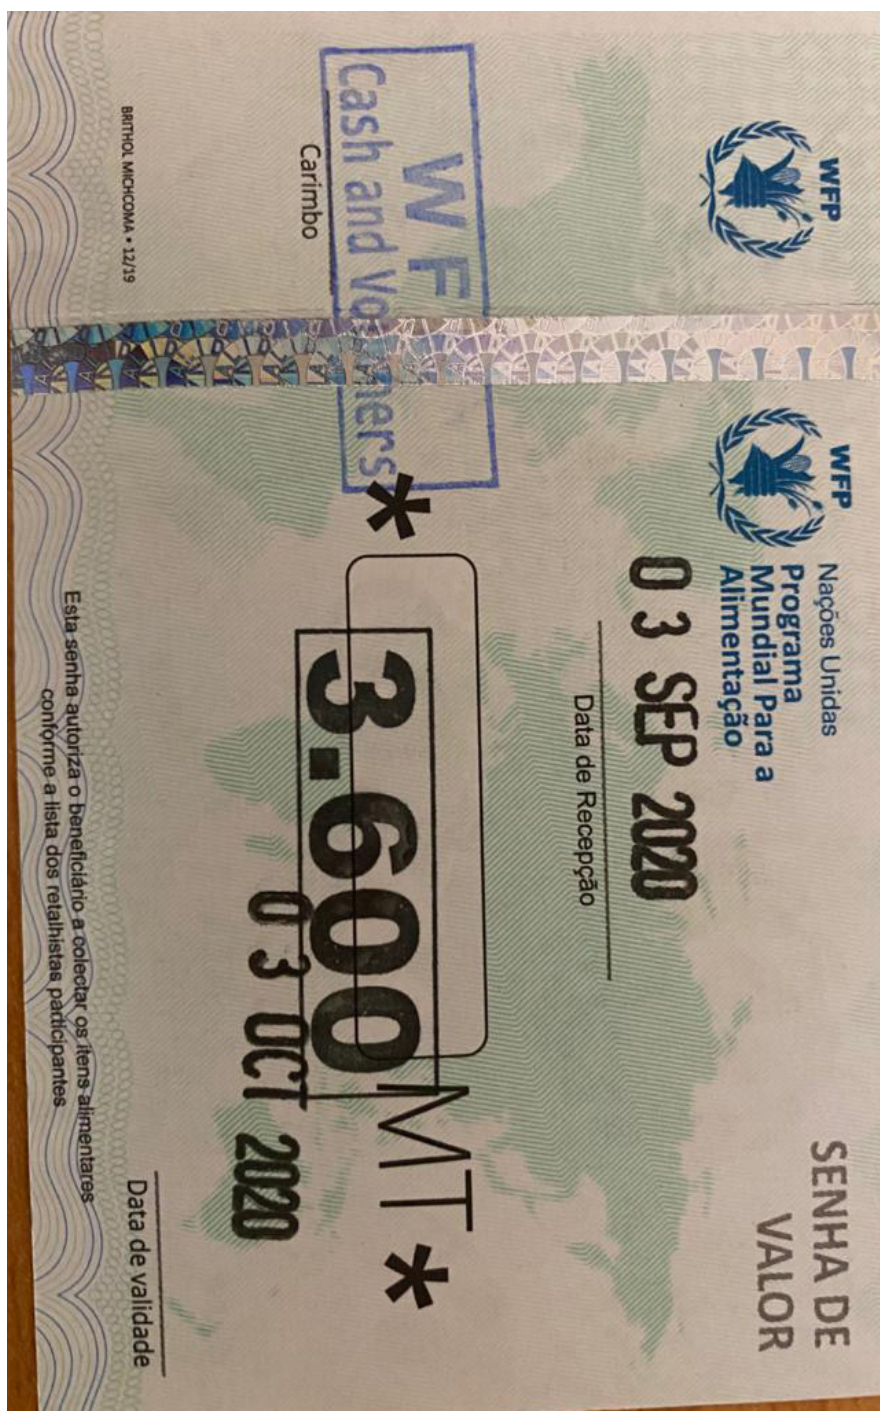 WFP
WFP
Nações Unidas
Programa
Mundial Para a
Alimentação
SENHA DE
VALOR
03 SEP 2020
Data de Recepção
WF
Cash and
Carimbo
* 3.600 MT *
03 OCT 2020
Data de validade
BRITHOL MICHCOMA • 12/19
Esta senha autoriza o beneficiário a colectar os itens alimentares
conforme a lista dos retalhistas participantes